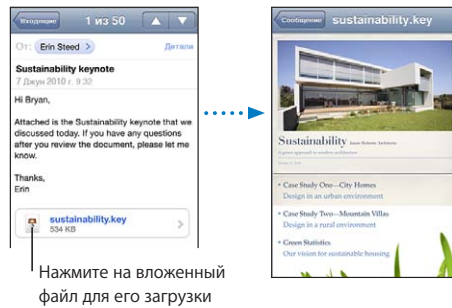 Входящие
1 из 50
От: Erin Steed
Детали
Sustainability keynote
7 Джун 2010 г. 9:32
Hi Bryan,
Attached is the Sustainability keynote that we
discussed today. If you have any questions
after you review the document, please let me
know.
Thanks,
Erin
sustainability.key
534 KB
Нажмите на вложенный
файл для его загрузки
Сообщение
sustainability.key
Sustainability
Case Study One—City Homes
Design in an urban environment
Case Study Two—Mountain Villas
Design in a rural environment
Green Statistics
Our vision for sustainable housing